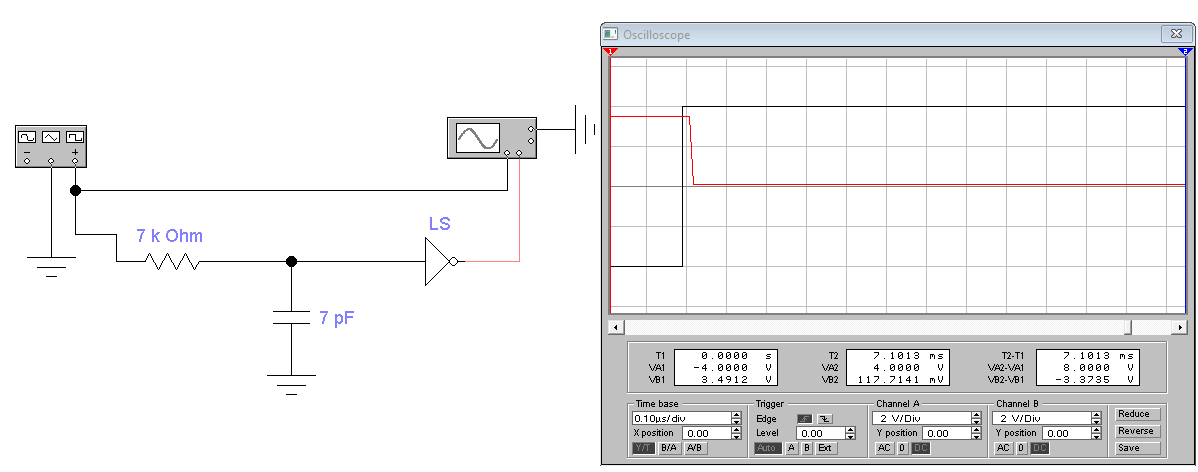 Oscilloscope
1
2
− +
LS
7 k Ohm
7 pF
T1 0.0000 s T2 7.1013 ms T2-T1 7.1013 ms
VA1 -4.0000 V VA2 4.0000 V VA2-VA1 8.0000 V
VB1 3.4912 V VB2 117.7141 mV VB2-VB1 -3.3735 V
Time base Trigger Channel A Channel B
0.10µs/div Edge 2 V/Div 2 V/Div Reduce
X position 0.00 Level 0.00 Y position 0.00 Y position 0.00 Reverse
Y/T B/A A/B Auto A B Ext AC 0 DC AC 0 DC Save